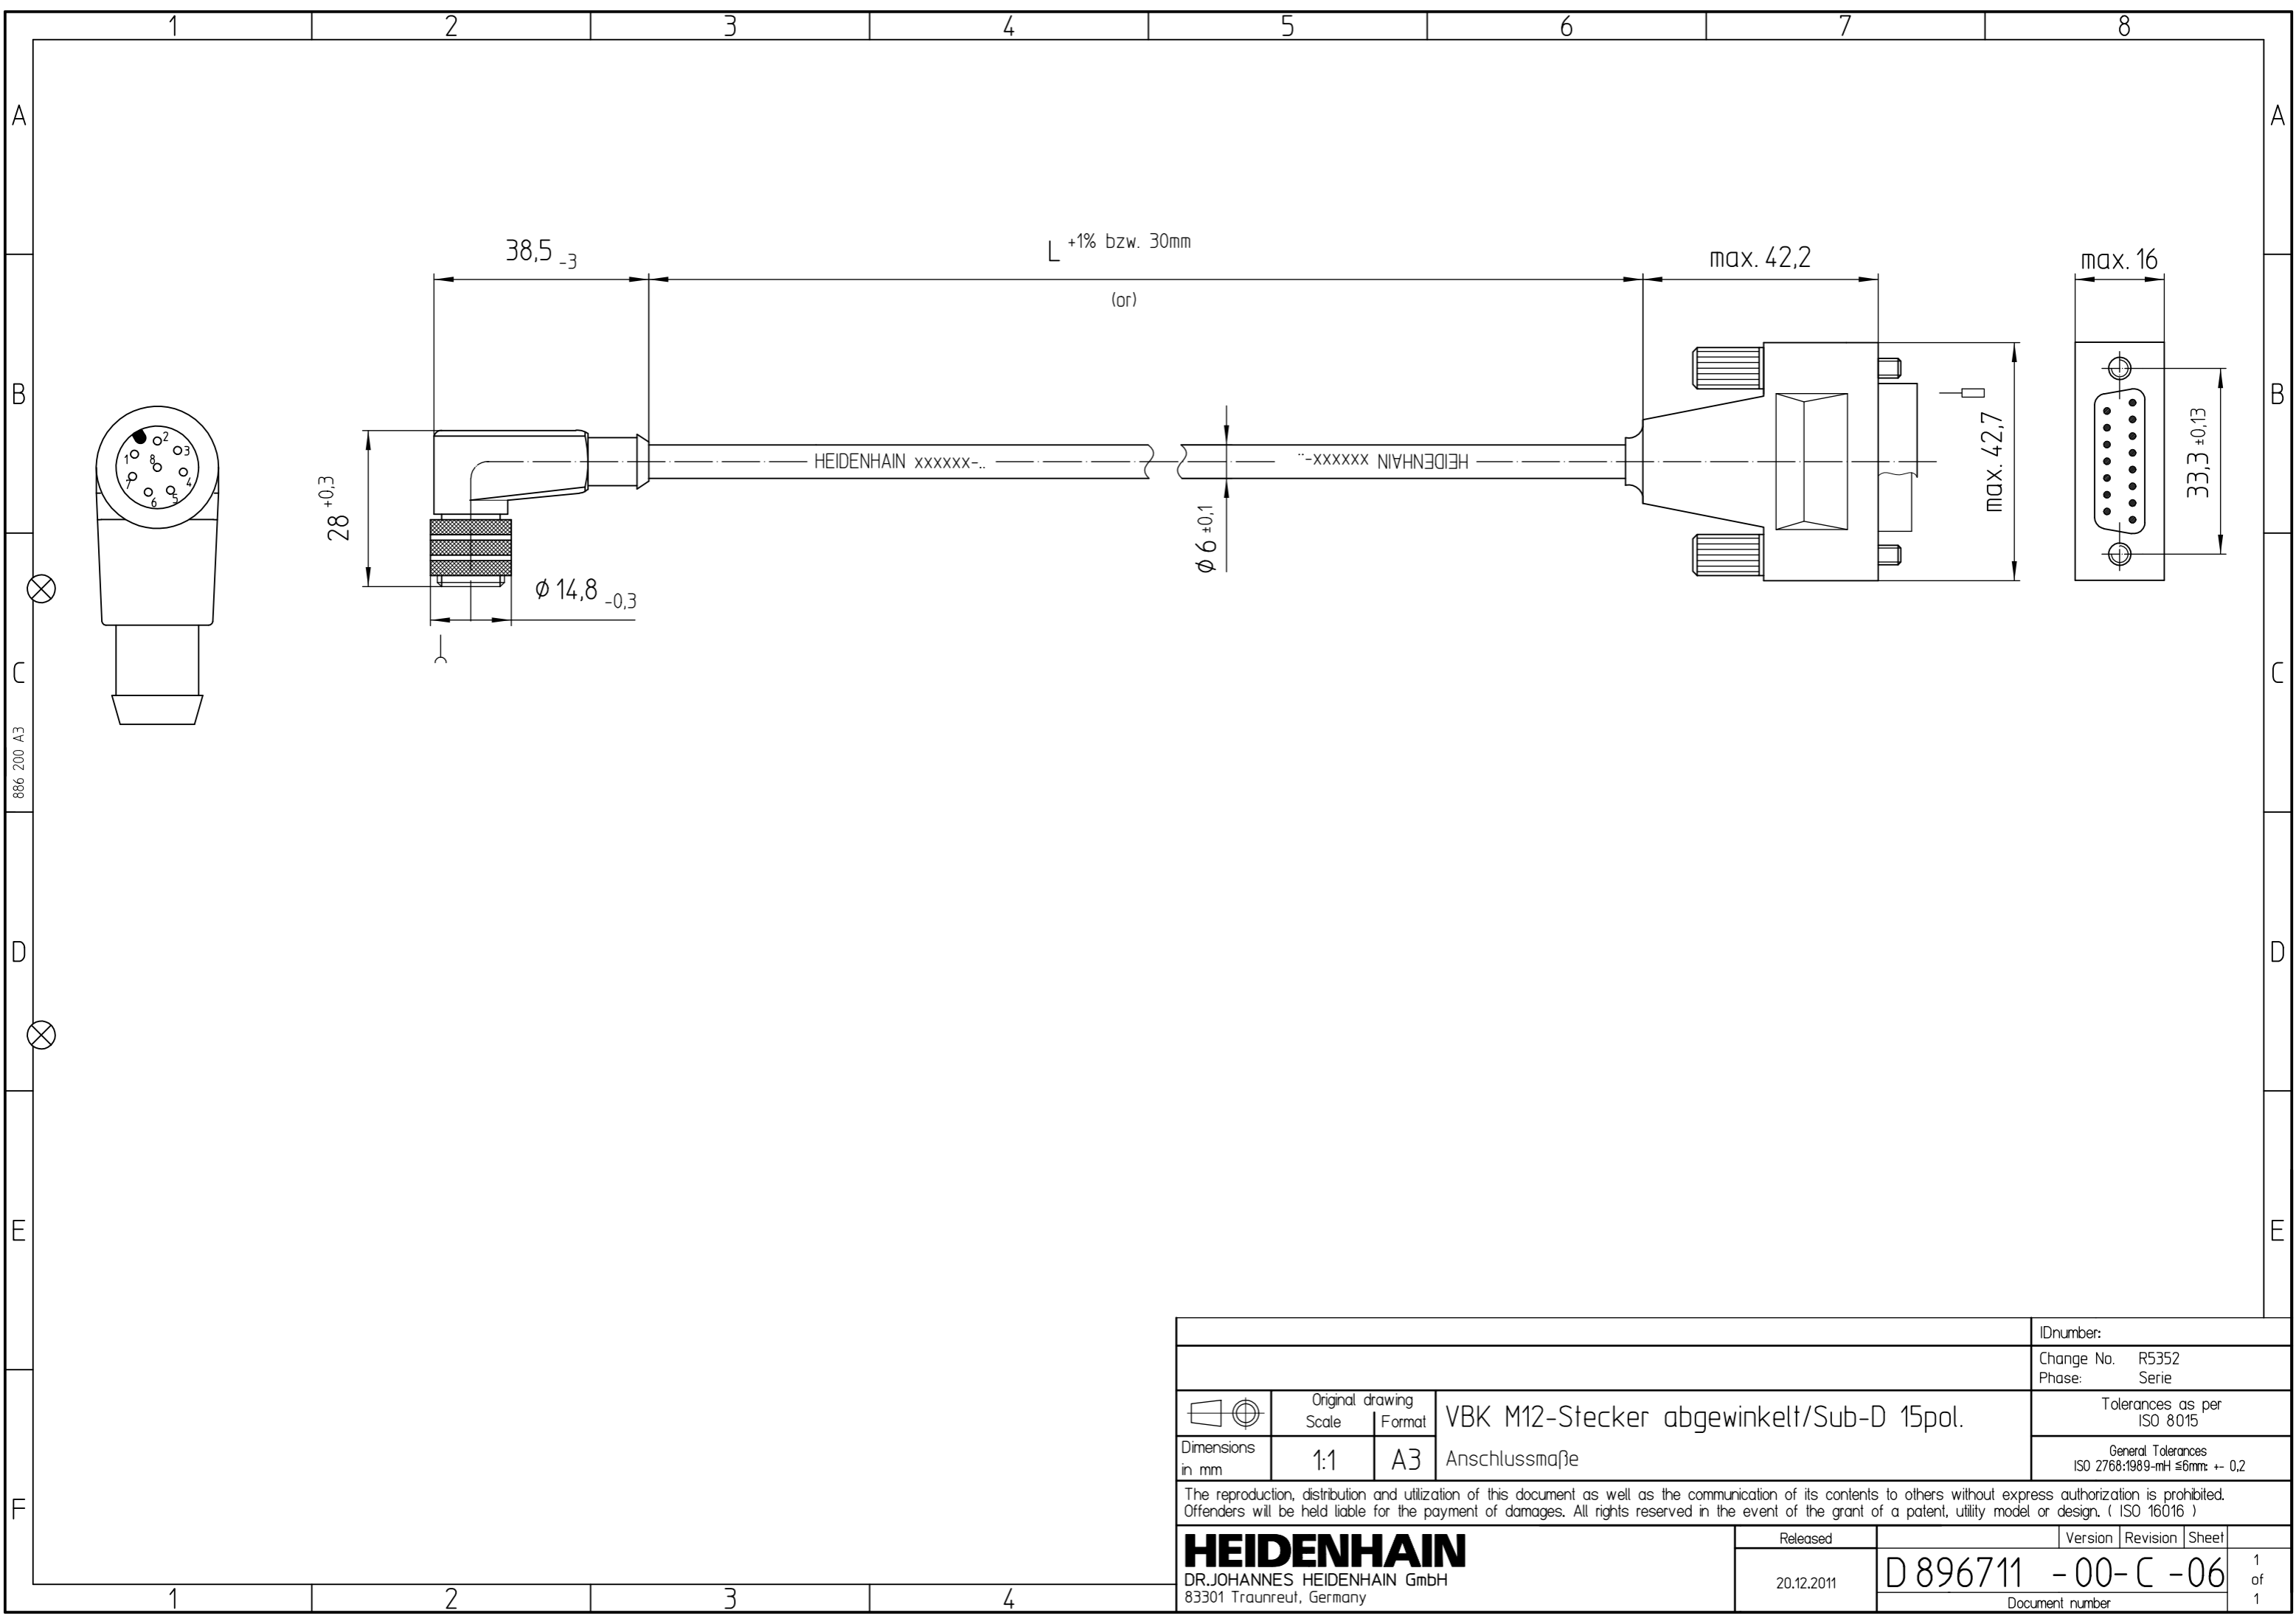 1 2 3 4 5 6 7 8
A A
38,5 -3
L +1% bzw. 30mm
(or)
max. 42,2
max. 16
B B
28 +0,3
1 2 3 4 5 6 7 8
HEIDENHAIN xxxxxx-..
ϕ 6 ±0,1
HEIDENHAIN xxxxxx-..
max. 42,7
33,3 ±0,13
ϕ 14,8 -0,3
C C
886 200 A3
D D
E E
F
IDnumber:
Change No. R5352
Phase: Serie
Original drawing
Scale Format
VBK M12-Stecker abgewinkelt/Sub-D 15pol.
Tolerances as per
ISO 8015
Dimensions
in mm
1:1 A3
Anschlussmaße
General Tolerances
ISO 2768:1989-mH ≤6mm: +- 0,2
The reproduction, distribution and utilization of this document as well as the communication of its contents to others without express authorization is prohibited.
Offenders will be held liable for the payment of damages. All rights reserved in the event of the grant of a patent, utility model or design. ( ISO 16016 )
HEIDENHAIN
DR.JOHANNES HEIDENHAIN GmbH
83301 Traunreut, Germany
Released
20.12.2011
Version Revision Sheet
D 896711 -00-C -06
Document number
1
of
1
1 2 3 4